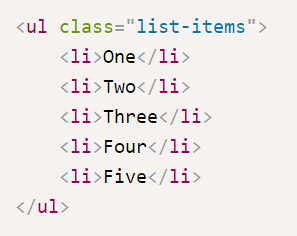 <ul class="list-items">
    <li>One</li>
    <li>Two</li>
    <li>Three</li>
    <li>Four</li>
    <li>Five</li>
</ul>